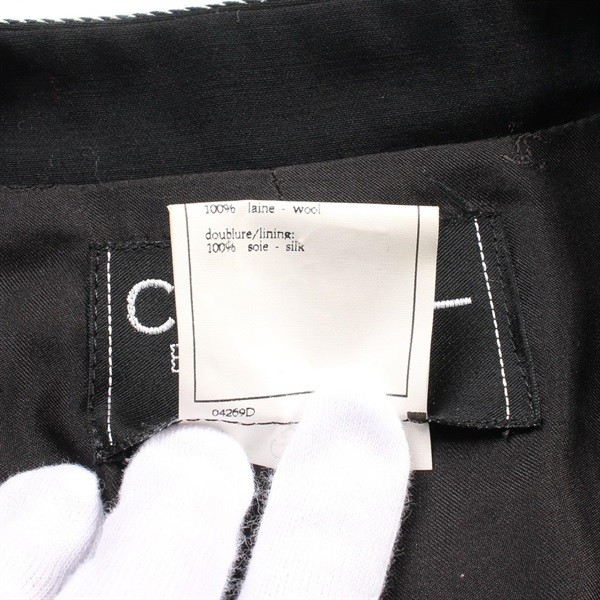 100% laine - wool
doublure/lining:
100% soie - silk
C
04269D